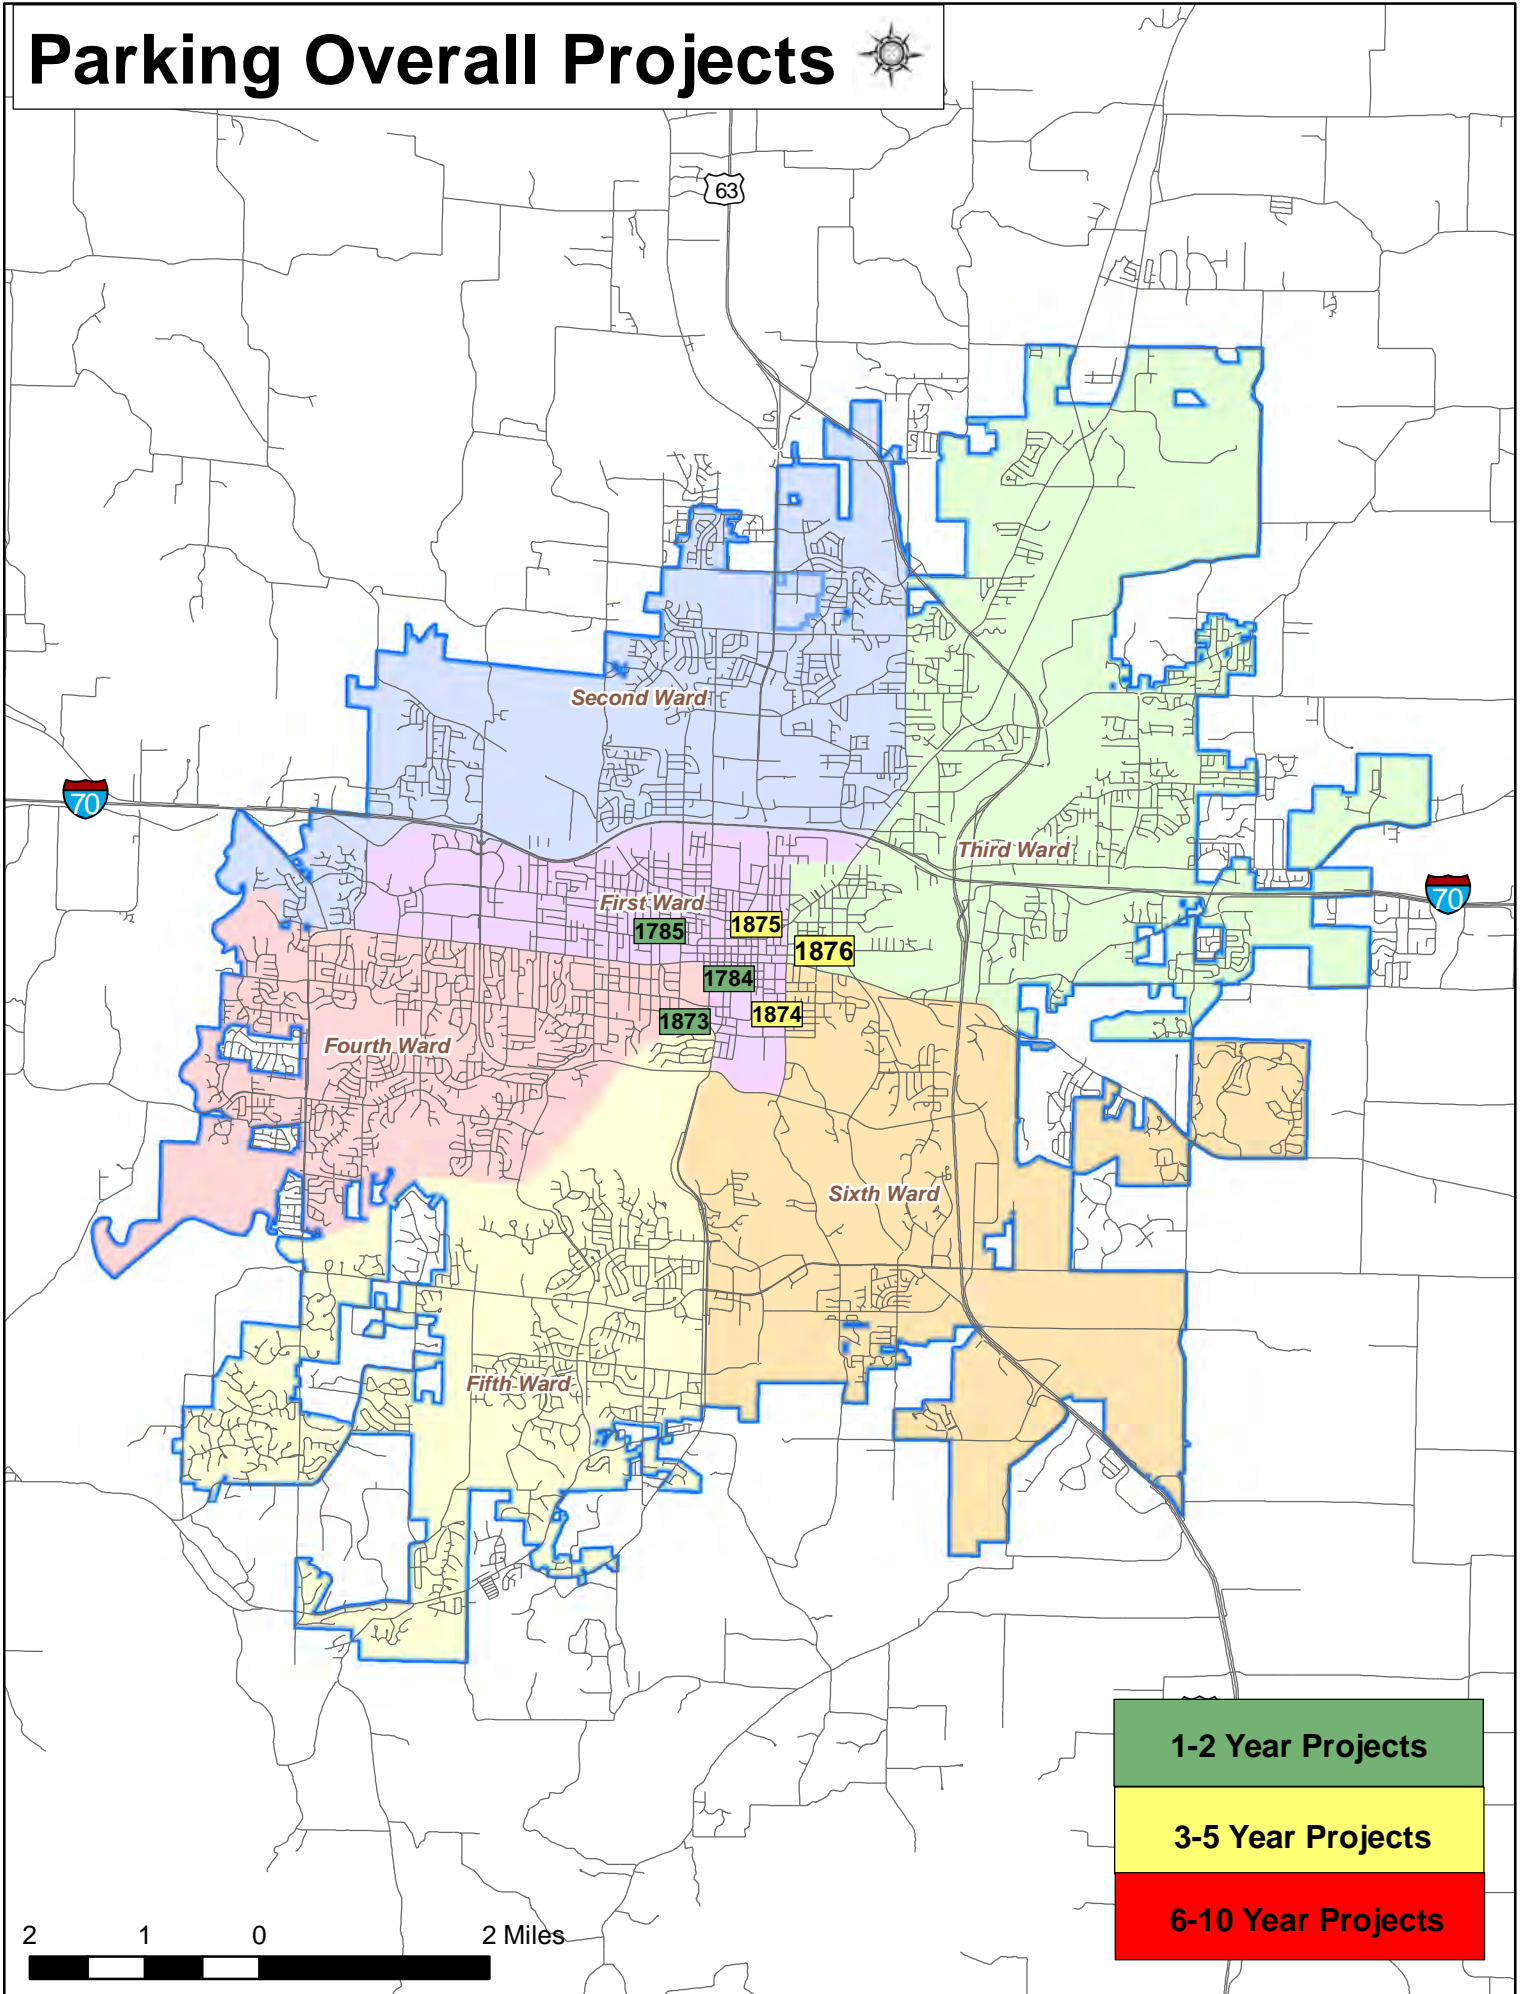 Parking Overall Projects
63
Second Ward
70
Third Ward
70
First Ward
1875
1785
1876
1784
1874
1873
Fourth Ward
Sixth Ward
Fifth Ward
1-2 Year Projects
3-5 Year Projects
6-10 Year Projects
2 1 0 2 Miles